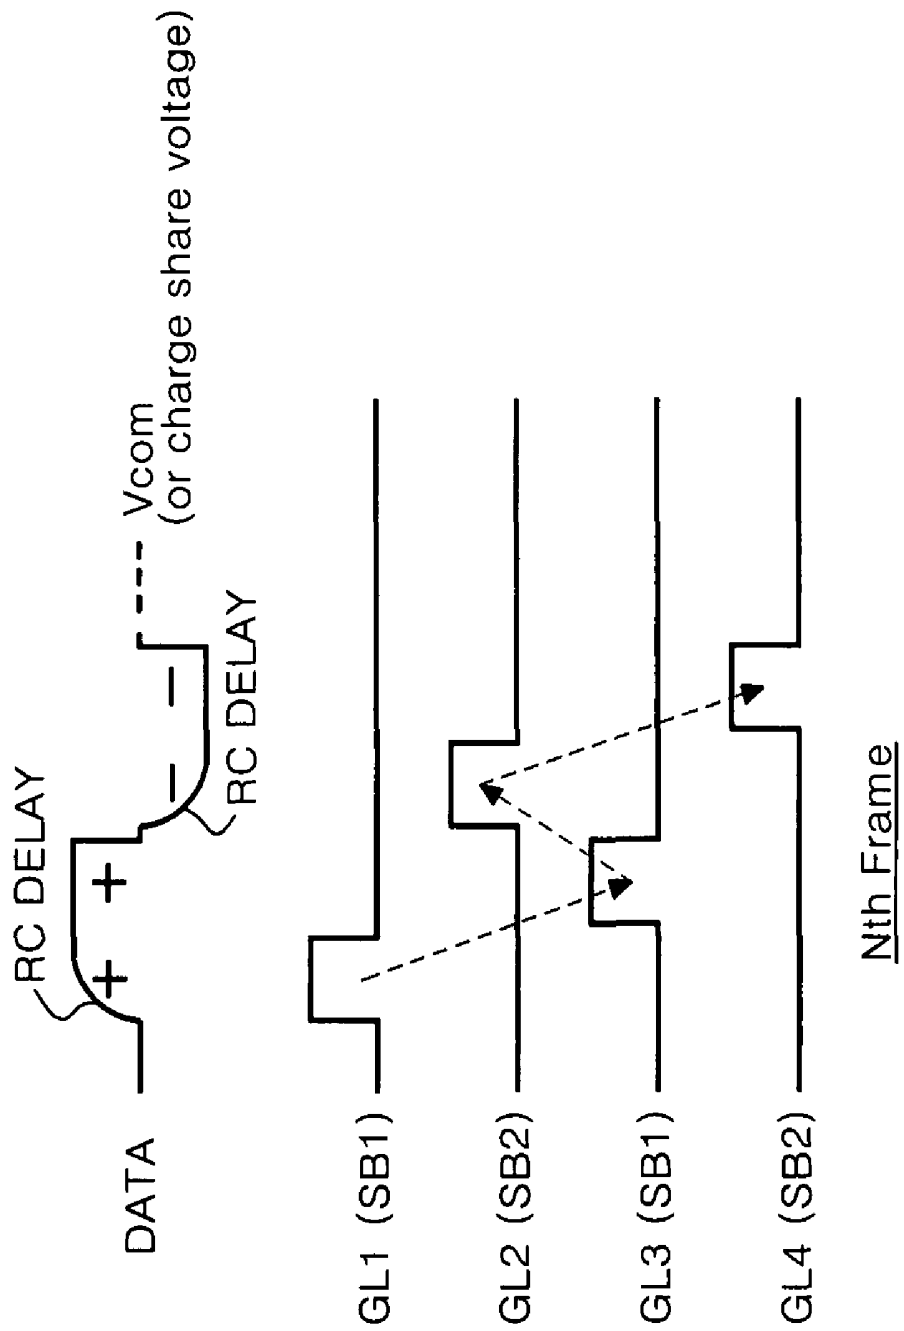 RC DELAY
Vcom
(or charge share voltage)
+ +
− −
DATA
RC DELAY
GL1 (SB1)
GL2 (SB2)
GL3 (SB1)
GL4 (SB2)
Nth Frame